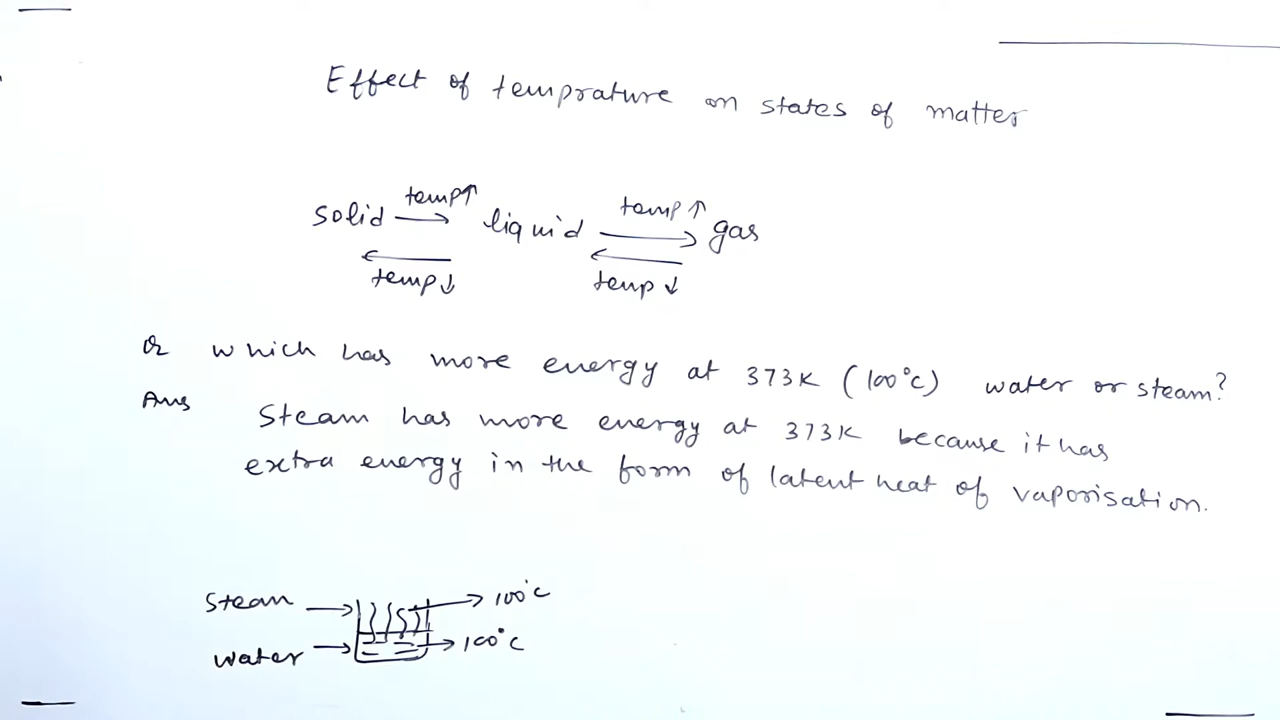 Effect of temprature on states of matter
temp↑ temp↑
solid → liquid → gas
← ←
temp↓ temp↓
Q which has more energy at 373K (100°C) water or steam?
Ans Steam has more energy at 373K because it has
extra energy in the form of latent heat of vaporisation.
Steam → → 100°C
water → → 100°C